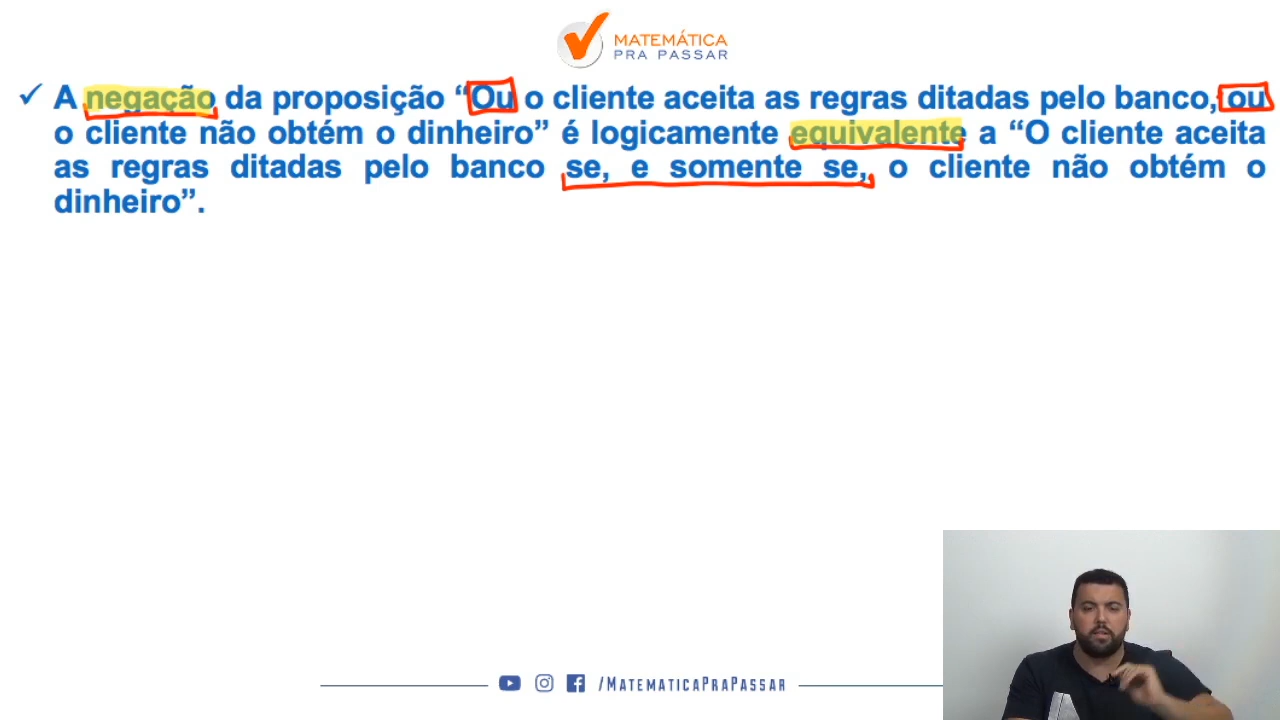 MATEMÁTICA
PRA PASSAR
✓ A negação da proposição “Ou o cliente aceita as regras ditadas pelo banco, ou
o cliente não obtém o dinheiro” é logicamente equivalente a “O cliente aceita
as regras ditadas pelo banco se, e somente se, o cliente não obtém o
dinheiro”.
/MATEMATICAPRAPASSAR